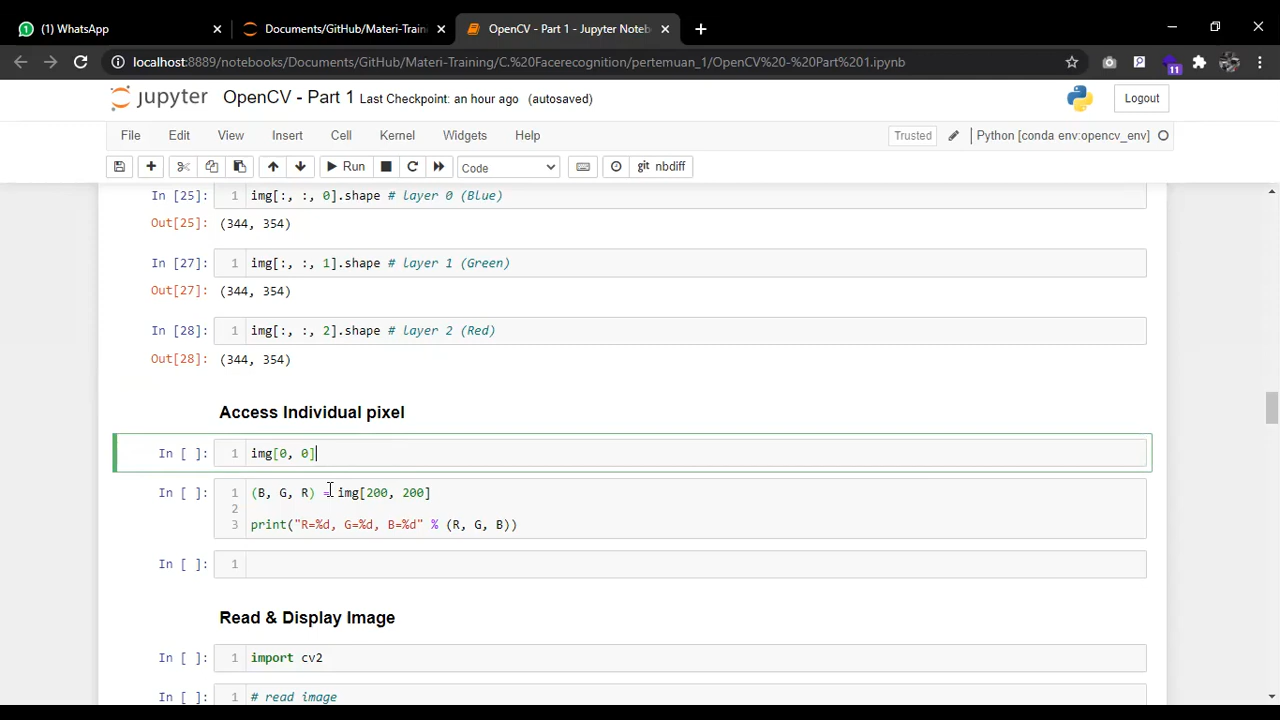 (1) WhatsApp
Documents/GitHub/Materi-Train
OpenCV - Part 1 - Jupyter Noteb
localhost:8889/notebooks/Documents/GitHub/Materi-Training/C.%20Facerecognition/pertemuan_1/OpenCV%20-%20Part%201.ipynb
11
jupyter OpenCV - Part 1 Last Checkpoint: an hour ago (autosaved)
Logout
File Edit View Insert Cell Kernel Widgets Help
Trusted Python [conda env:opencv_env]
Run Code git nbdiff
In [25]: 1 img[:, :, 0].shape # layer 0 (Blue)
Out[25]: (344, 354)
In [27]: 1 img[:, :, 1].shape # layer 1 (Green)
Out[27]: (344, 354)
In [28]: 1 img[:, :, 2].shape # layer 2 (Red)
Out[28]: (344, 354)
Access Individual pixel
In [ ]: 1 img[0, 0]
In [ ]: 1 (B, G, R) = img[200, 200]
2
3 print("R=%d, G=%d, B=%d" % (R, G, B))
In [ ]: 1
Read & Display Image
In [ ]: 1 import cv2
In [ ]: 1 # read image